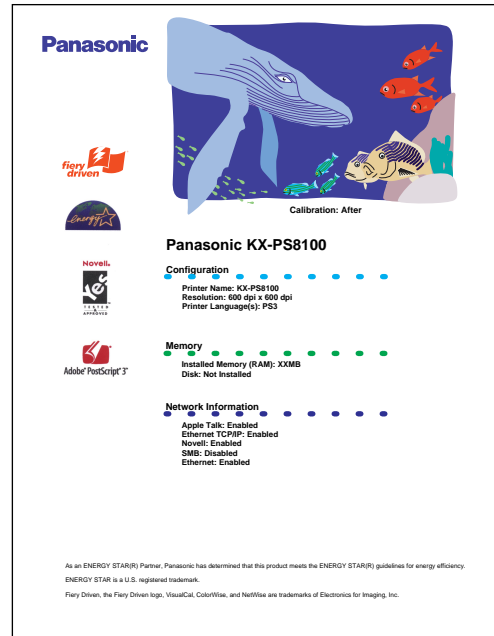 Panasonic
fiery
driven
energy
Calibration: After
Panasonic KX-PS8100
Novell.
Yes
TESTED
&
APPROVED
Configuration
Printer Name: KX-PS8100
Resolution: 600 dpi x 600 dpi
Printer Language(s): PS3
Adobe® PostScript® 3™
Memory
Installed Memory (RAM): XXMB
Disk: Not Installed
Network Information
Apple Talk: Enabled
Ethernet TCP/IP: Enabled
Novell: Enabled
SMB: Disabled
Ethernet: Enabled
As an ENERGY STAR(R) Partner, Panasonic has determined that this product meets the ENERGY STAR(R) guidelines for energy efficiency.
ENERGY STAR is a U.S. registered trademark.
Fiery Driven, the Fiery Driven logo, VisualCal, ColorWise, and NetWise are trademarks of Electronics for Imaging, Inc.